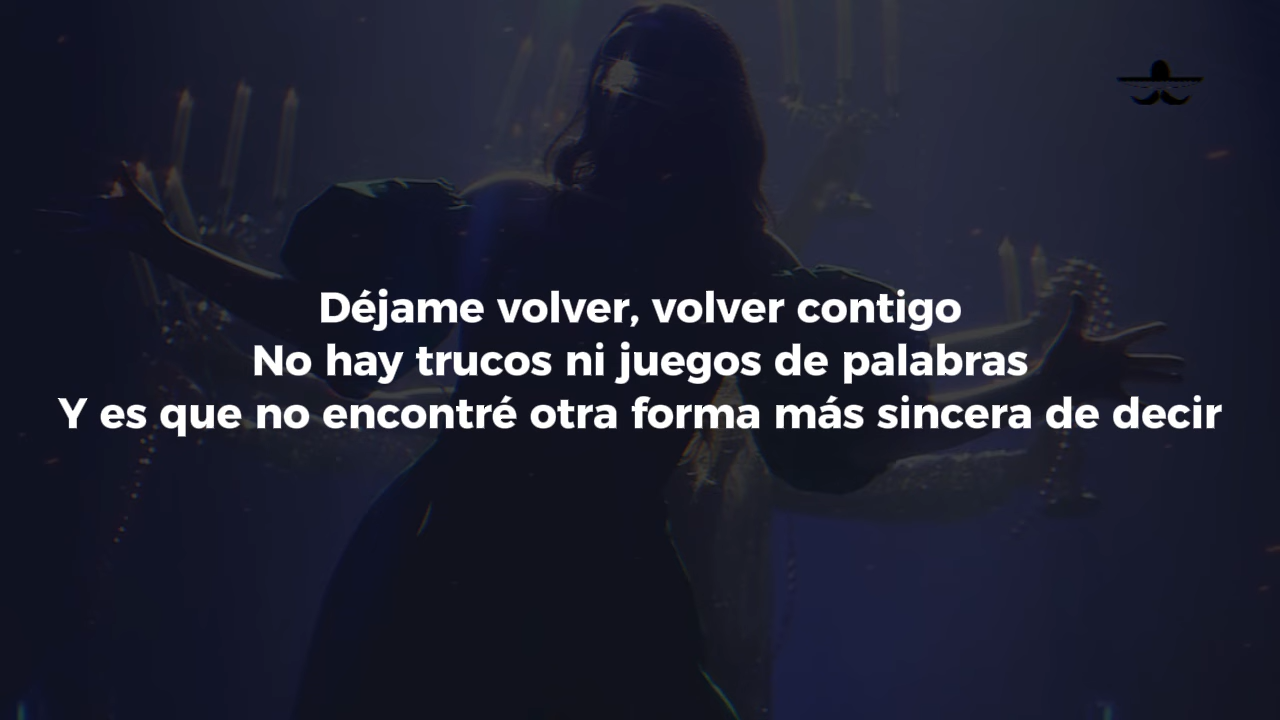 Déjame volver, volver contigo
No hay trucos ni juegos de palabras
Y es que no encontré otra forma más sincera de decir